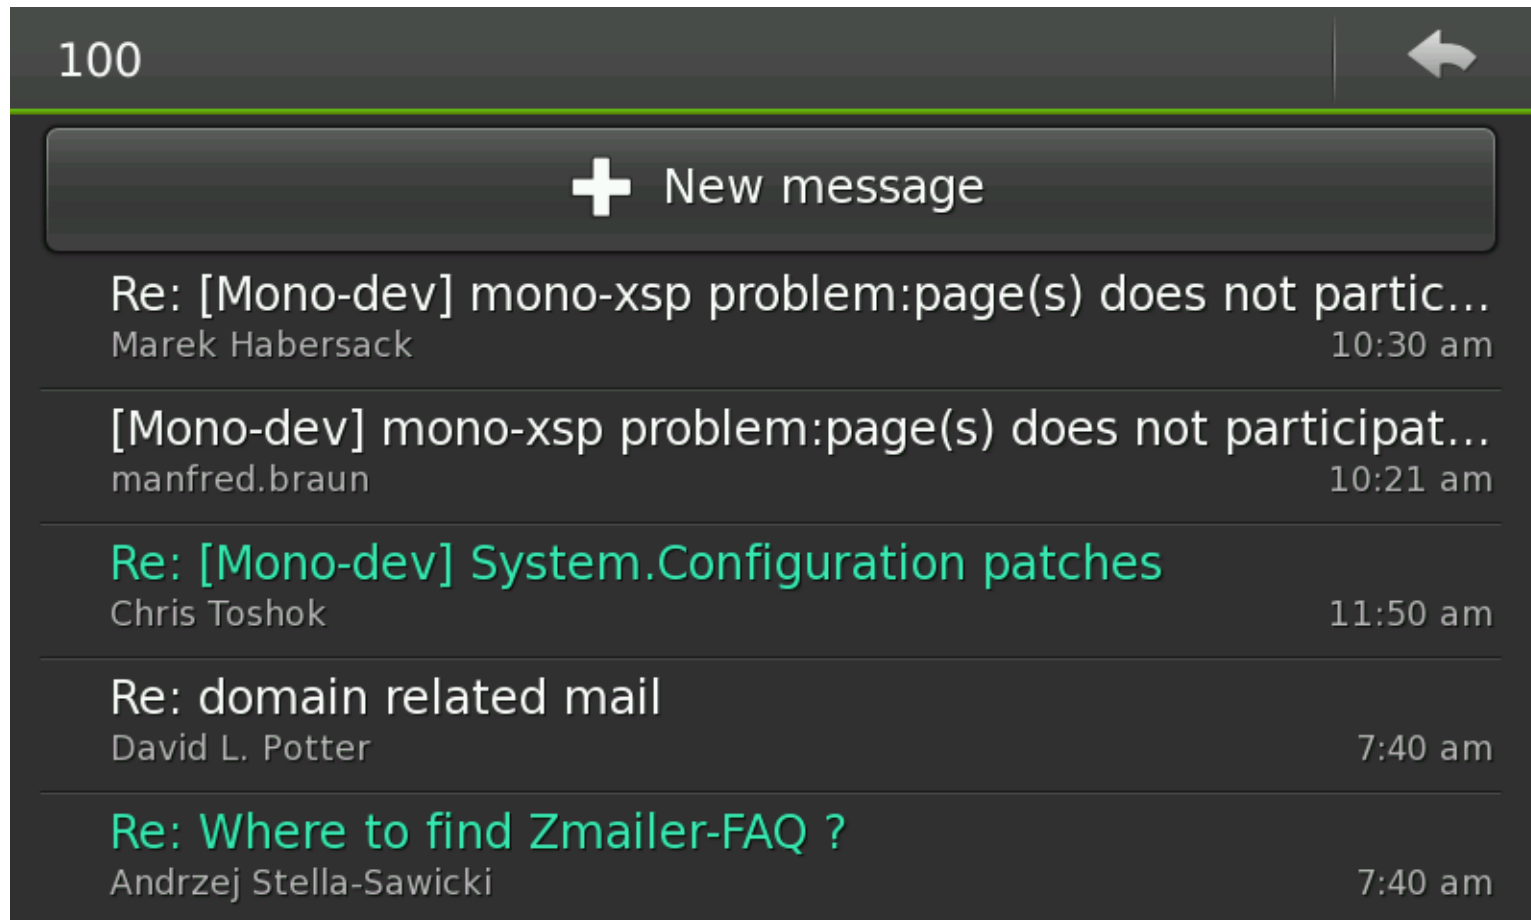 100
New message
Re: [Mono-dev] mono-xsp problem:page(s) does not partic...
Marek Habersack 10:30 am
[Mono-dev] mono-xsp problem:page(s) does not participat...
manfred.braun 10:21 am
Re: [Mono-dev] System.Configuration patches
Chris Toshok 11:50 am
Re: domain related mail
David L. Potter 7:40 am
Re: Where to find Zmailer-FAQ ?
Andrzej Stella-Sawicki 7:40 am